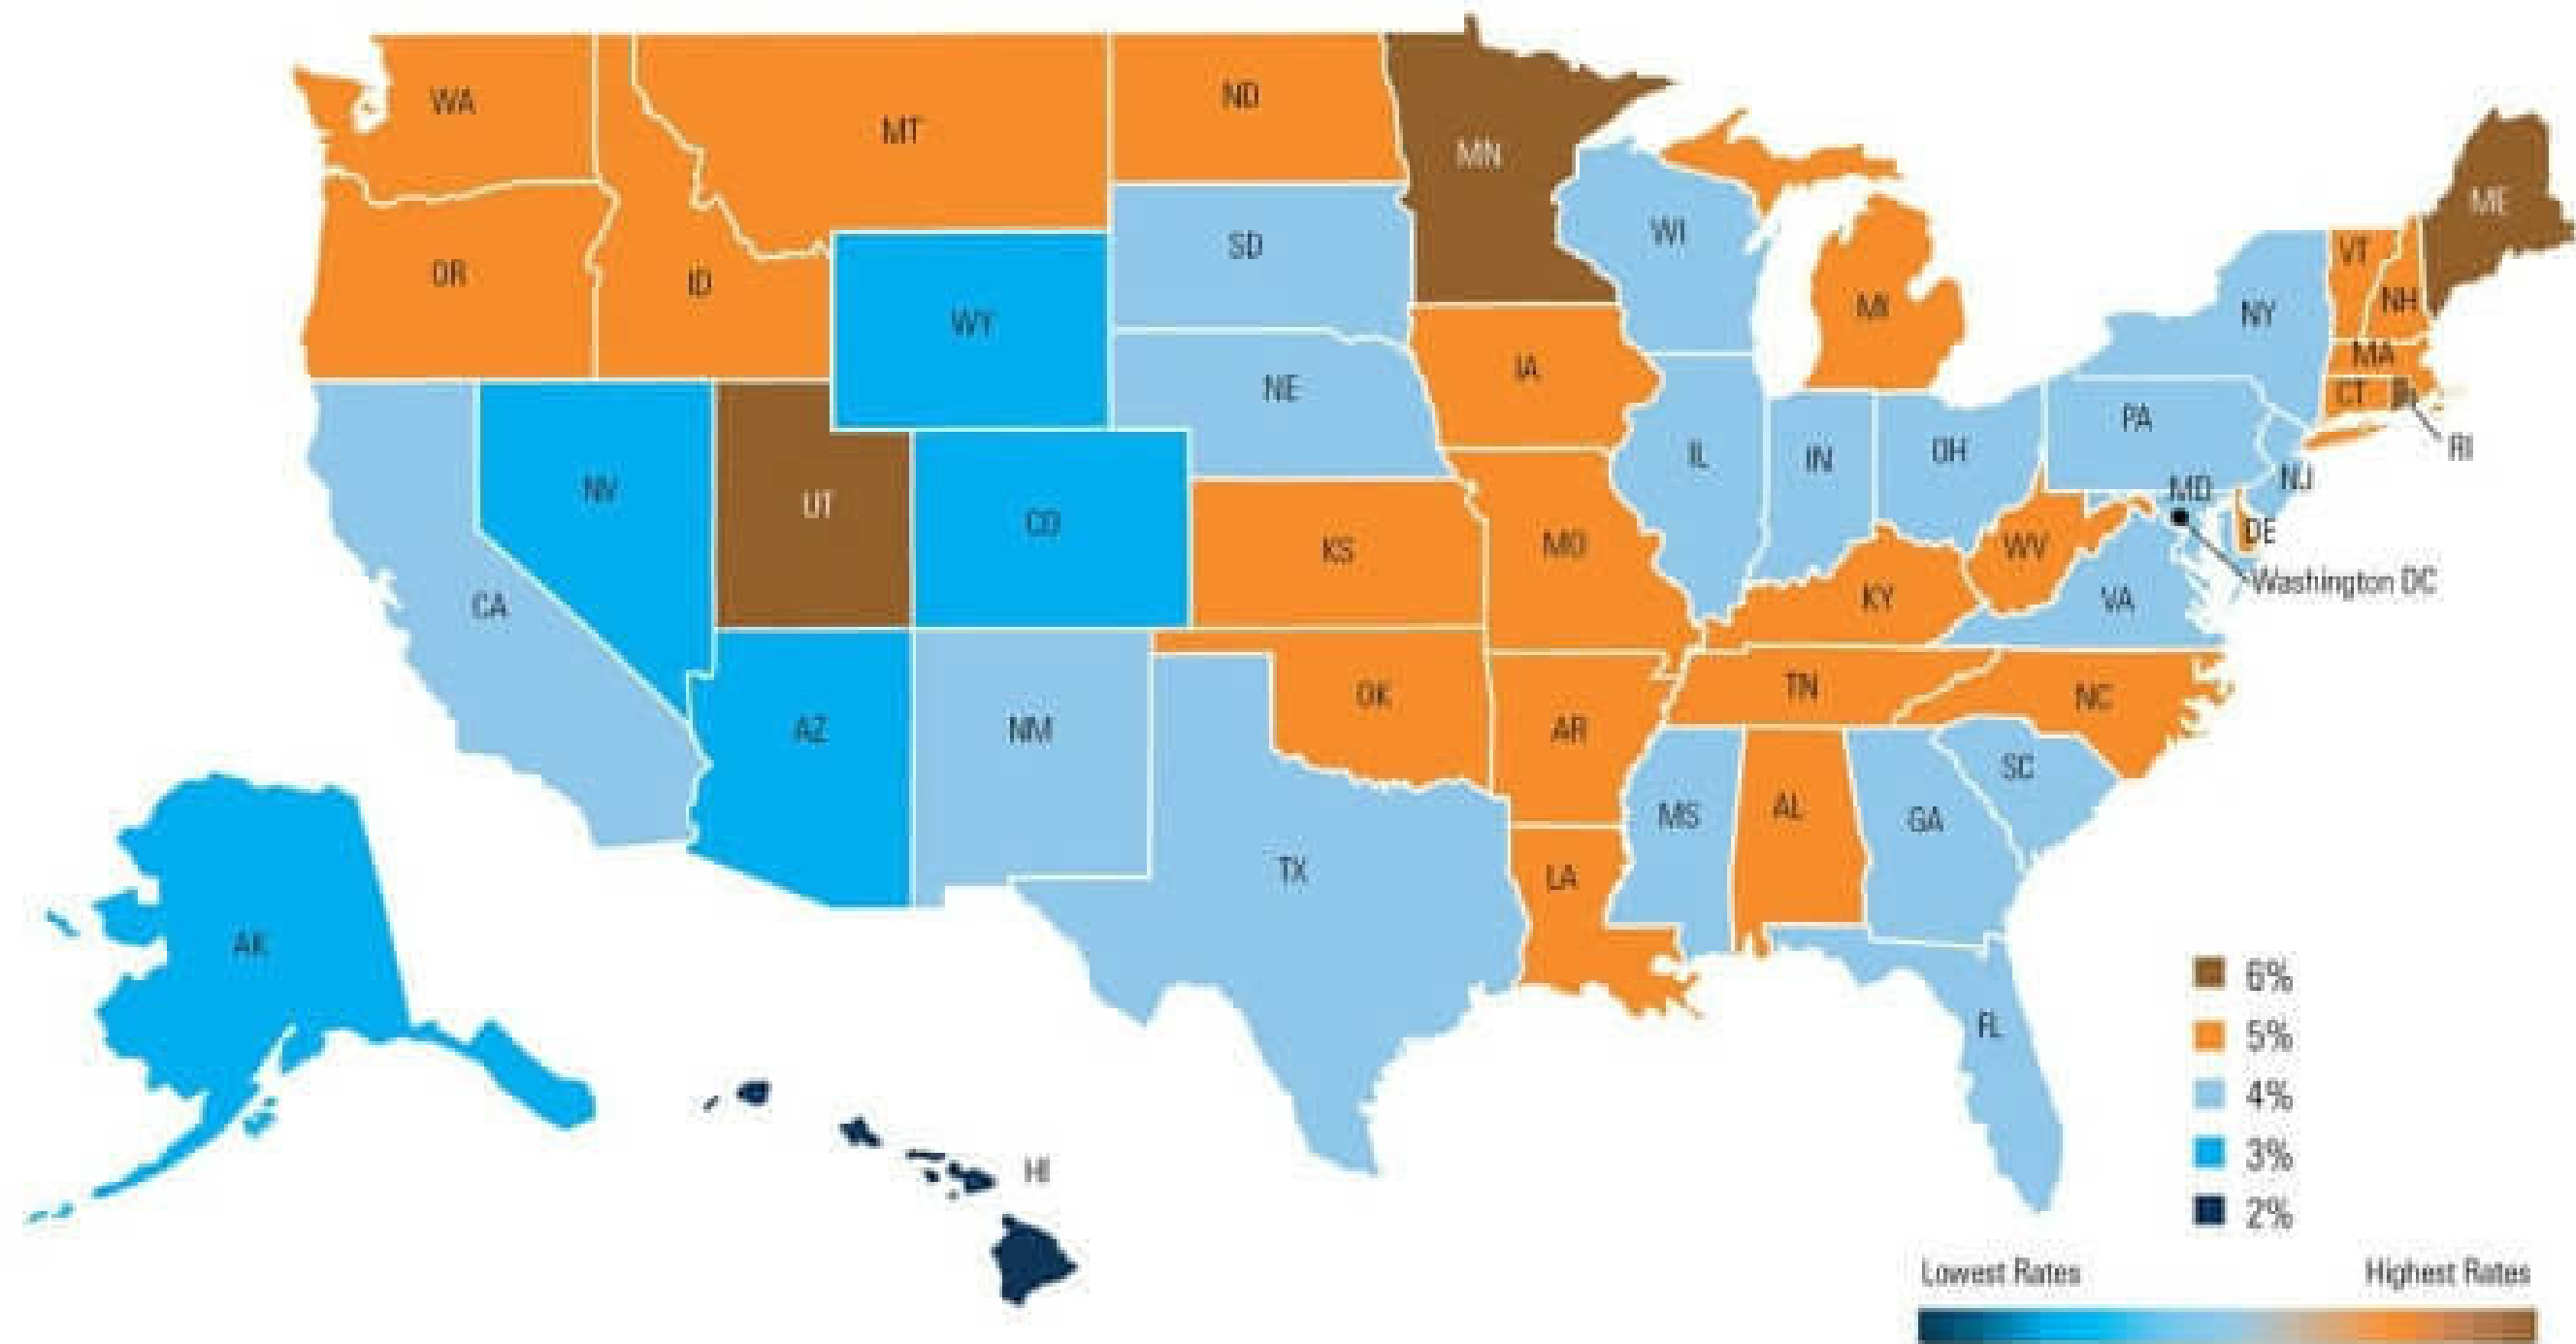 WA
MT
ND
MN
ME
OR
ID
WY
SD
WI
MI
NY
VT
NH
MA
CT
RI
NE
IA
PA
NV
UT
CO
IL
IN
OH
NJ
MD
DE
Washington DC
CA
KS
MO
KY
WV
VA
AZ
NM
OK
AR
TN
NC
TX
LA
MS
AL
GA
SC
FL
AK
HI
6%
5%
4%
3%
2%
Lowest Rates Highest Rates